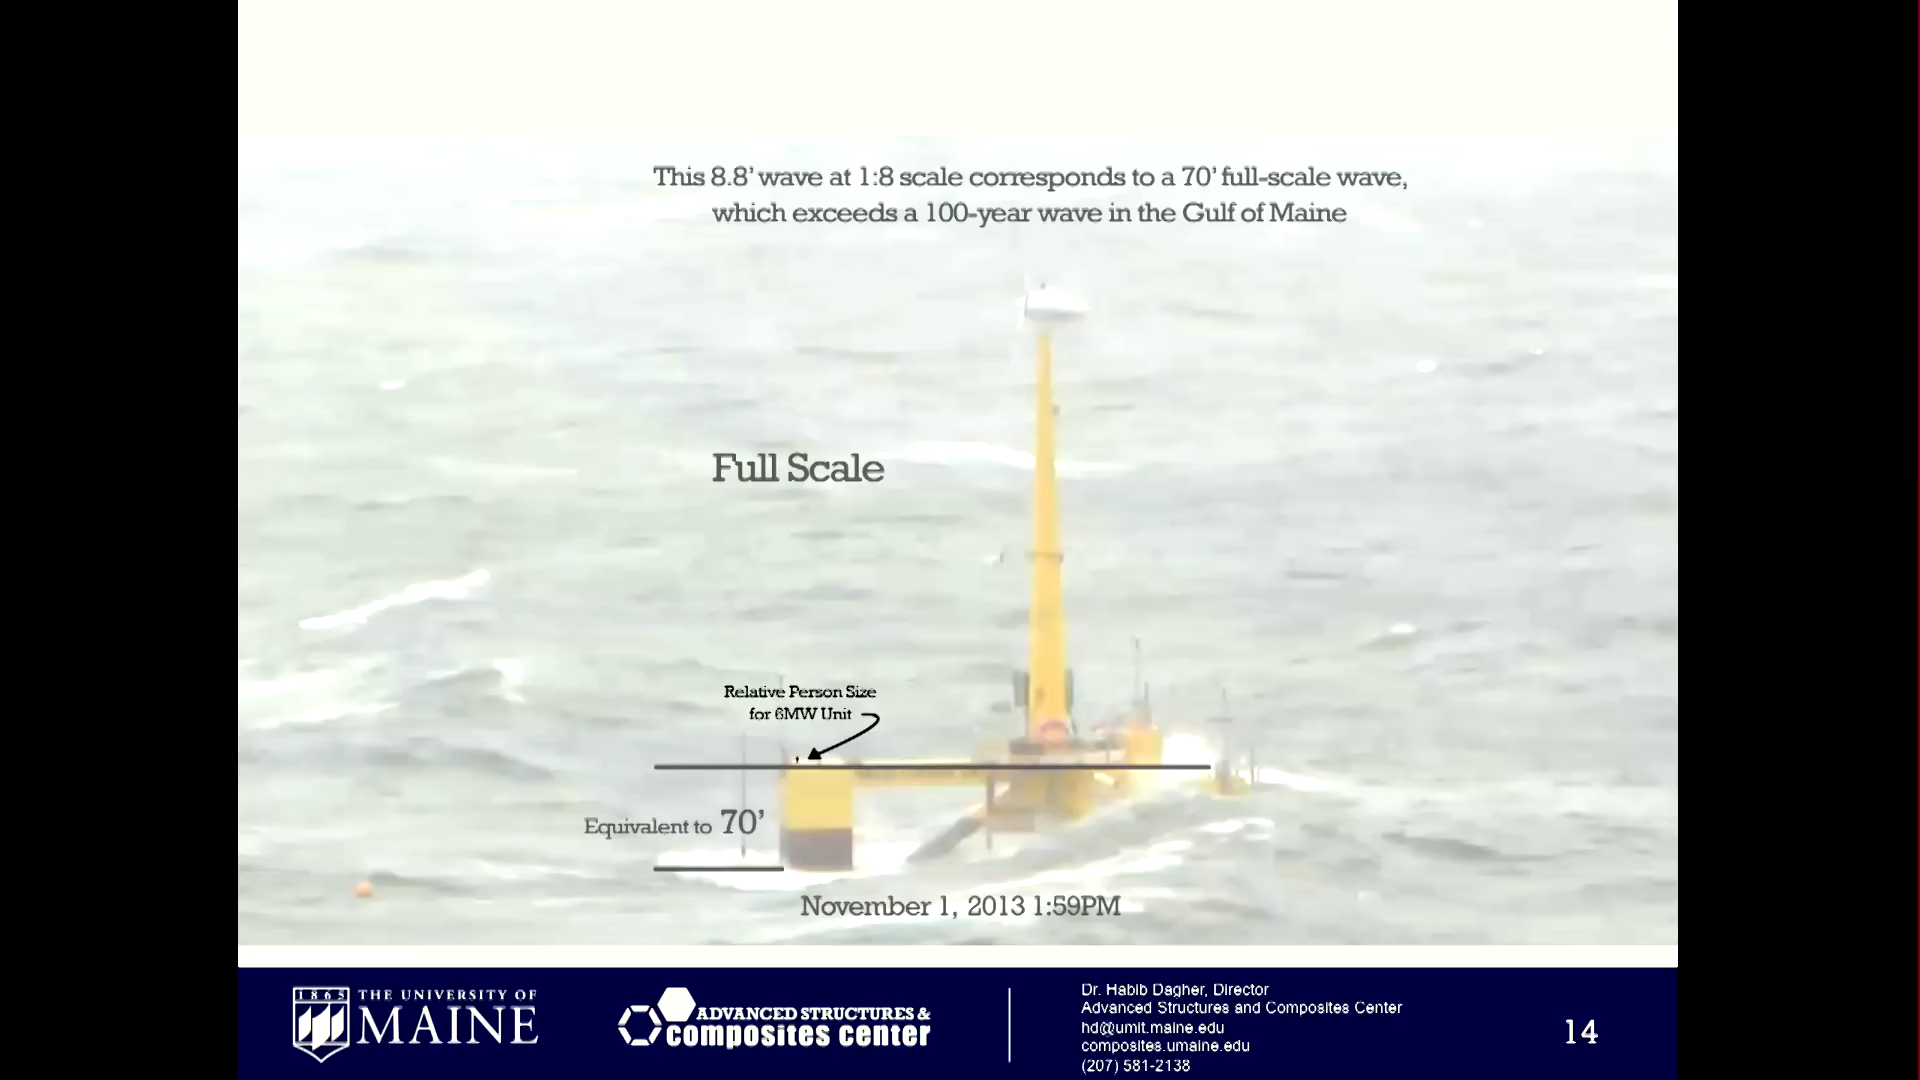 This 8.8' wave at 1:8 scale corresponds to a 70' full-scale wave,
which exceeds a 100-year wave in the Gulf of Maine
Full Scale
Relative Person Size
for 6MW Unit
Equivalent to 70'
November 1, 2013 1:59PM
1865
THE UNIVERSITY OF
MAINE
ADVANCED STRUCTURES &
composites center
Dr. Habib Dagher, Director
Advanced Structures and Composites Center
hd@umit.maine.edu
composites.umaine.edu
(207) 581-2138
14